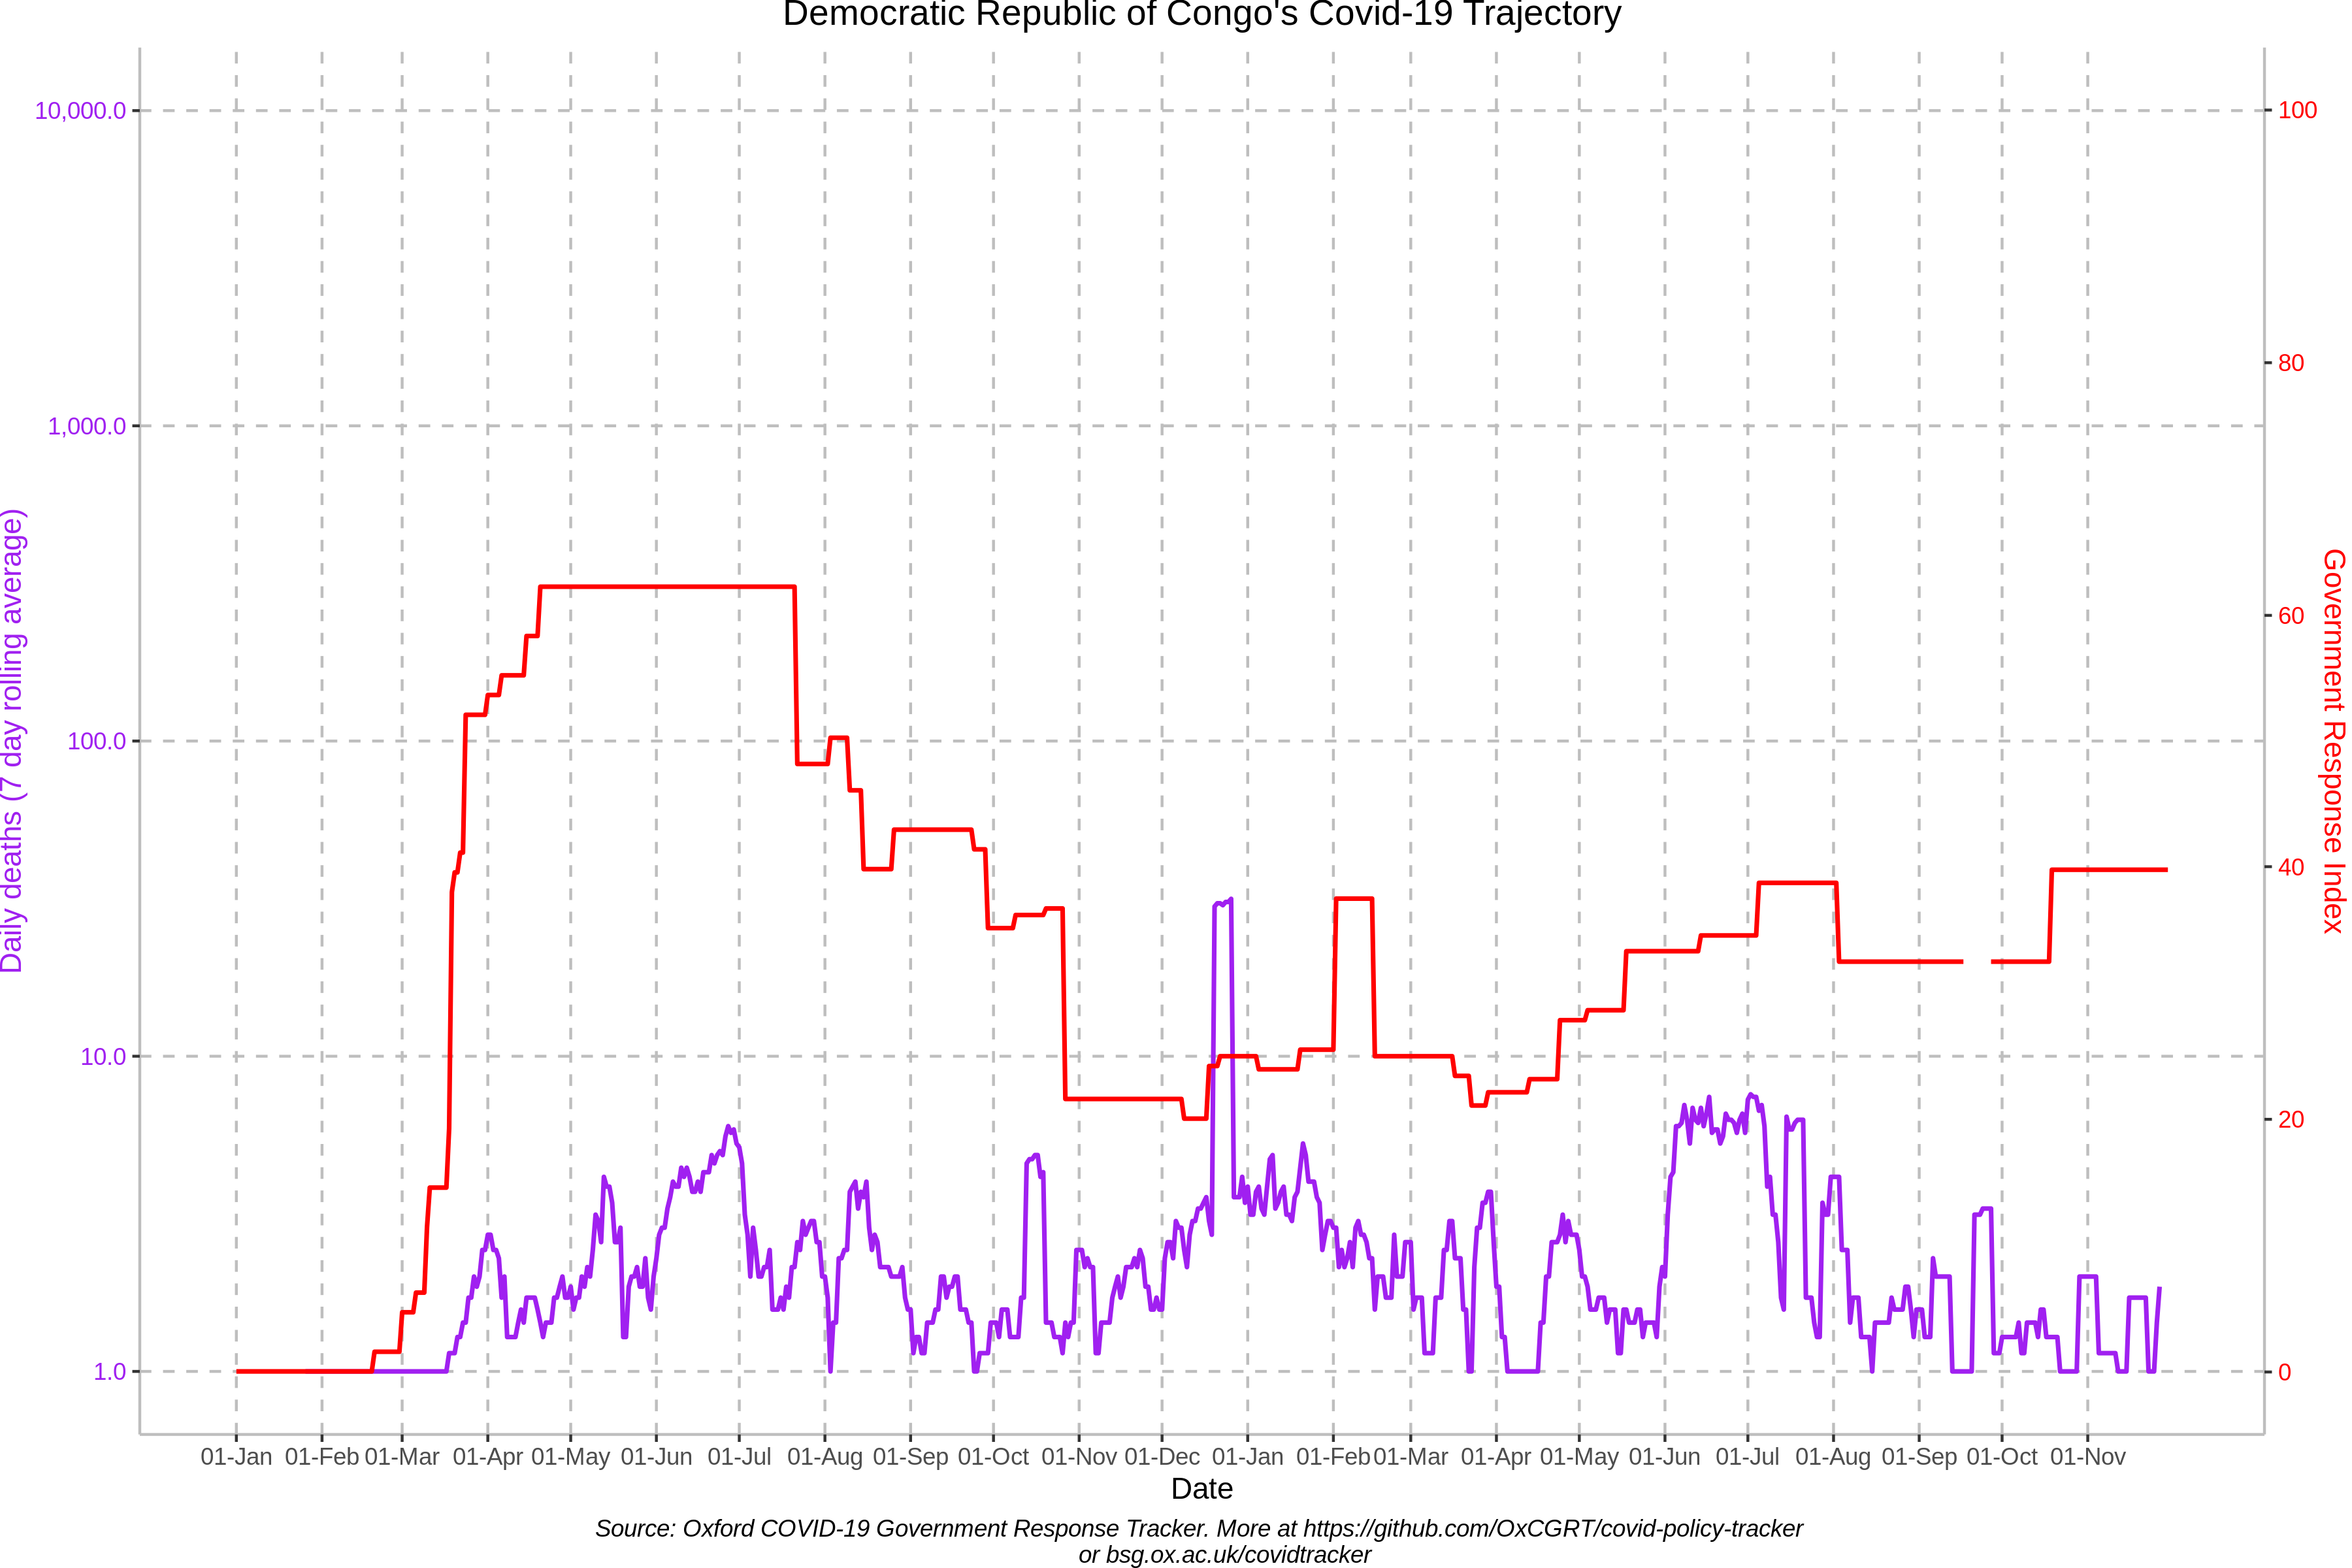 Democratic Republic of Congo's Covid-19 Trajectory
Daily deaths (7 day rolling average)
10,000.0
1,000.0
100.0
10.0
1.0
100
80
60
40
20
0
Government Response Index
01-Jan 01-Feb 01-Mar 01-Apr 01-May 01-Jun 01-Jul 01-Aug 01-Sep 01-Oct 01-Nov 01-Dec 01-Jan 01-Feb 01-Mar 01-Apr 01-May 01-Jun 01-Jul 01-Aug 01-Sep 01-Oct 01-Nov
Date
Source: Oxford COVID-19 Government Response Tracker. More at https://github.com/OxCGRT/covid-policy-tracker
or bsg.ox.ac.uk/covidtracker